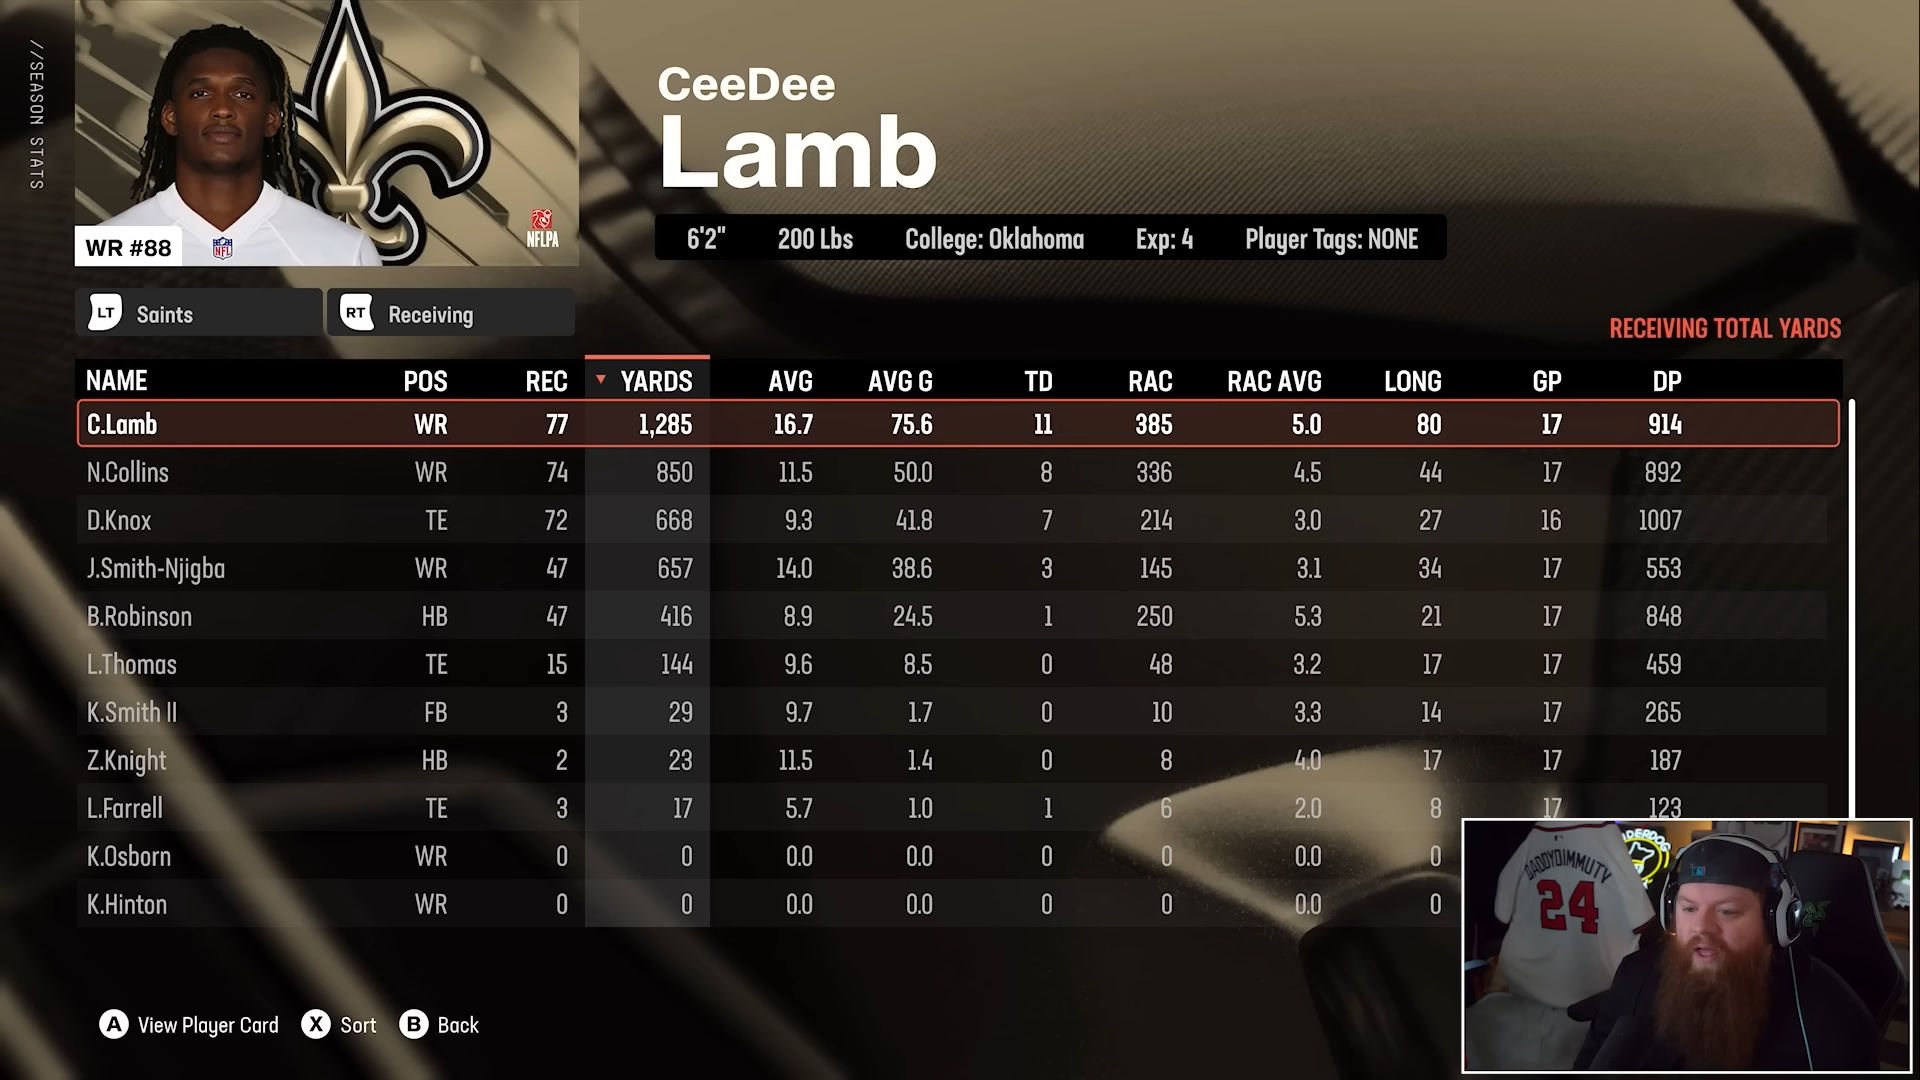 //SEASON STATS
WR #88
NFL
NFLPA
CeeDee
Lamb
6'2" 200 Lbs College: Oklahoma Exp: 4 Player Tags: NONE
LT Saints RT Receiving
RECEIVING TOTAL YARDS
NAME POS REC YARDS AVG AVG G TD RAC RAC AVG LONG GP DP
C.Lamb WR 77 1,285 16.7 75.6 11 385 5.0 80 17 914
N.Collins WR 74 850 11.5 50.0 8 336 4.5 44 17 892
D.Knox TE 72 668 9.3 41.8 7 214 3.0 27 16 1007
J.Smith-Njigba WR 47 657 14.0 38.6 3 145 3.1 34 17 553
B.Robinson HB 47 416 8.9 24.5 1 250 5.3 21 17 848
L.Thomas TE 15 144 9.6 8.5 0 48 3.2 17 17 459
K.Smith II FB 3 29 9.7 1.7 0 10 3.3 14 17 265
Z.Knight HB 2 23 11.5 1.4 0 8 4.0 17 17 187
L.Farrell TE 3 17 5.7 1.0 1 6 2.0 8 17 123
K.Osborn WR 0 0 0.0 0.0 0 0 0.0 0
K.Hinton WR 0 0 0.0 0.0 0 0 0.0 0
DADDYDIMMUTV
24
A View Player Card X Sort B Back